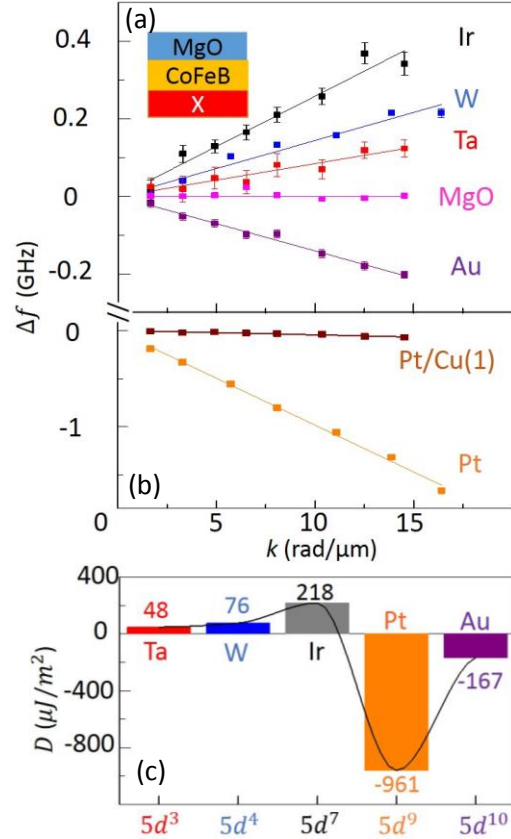 (a)
MgO
CoFeB
X
0.4
0.2
0
-0.2
Δf (GHz)
Ir
W
Ta
MgO
Au
0
-1
Pt/Cu(1)
Pt
(b)
0 5 10 15
k (rad/μm)
400
0
-400
-800
D (μJ/m²)
48 76 218 Pt Au
Ta W Ir -961 -167
(c)
5d³ 5d⁴ 5d⁷ 5d⁹ 5d¹⁰